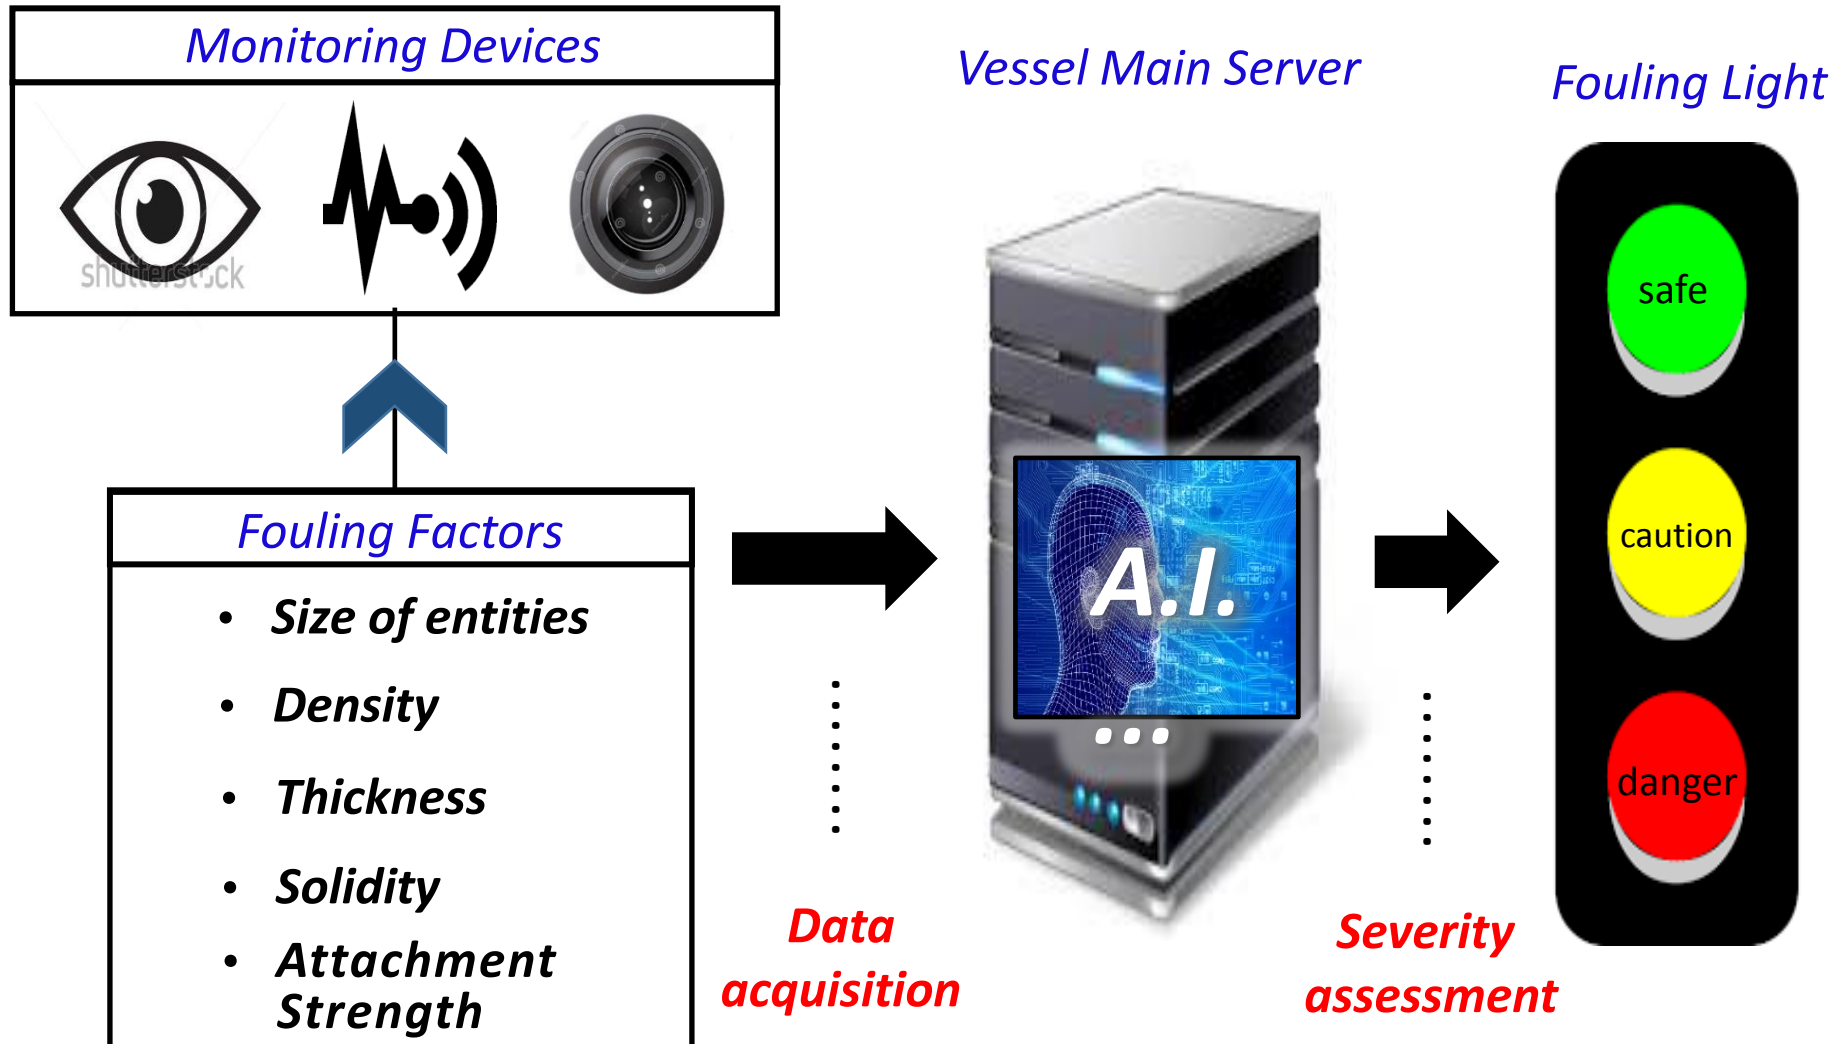 Monitoring Devices
shutterstock
Fouling Factors
• Size of entities
• Density
• Thickness
• Solidity
• Attachment
Strength
Data
acquisition
Vessel Main Server
A.I.
...
Severity
assessment
Fouling Light
safe
caution
danger